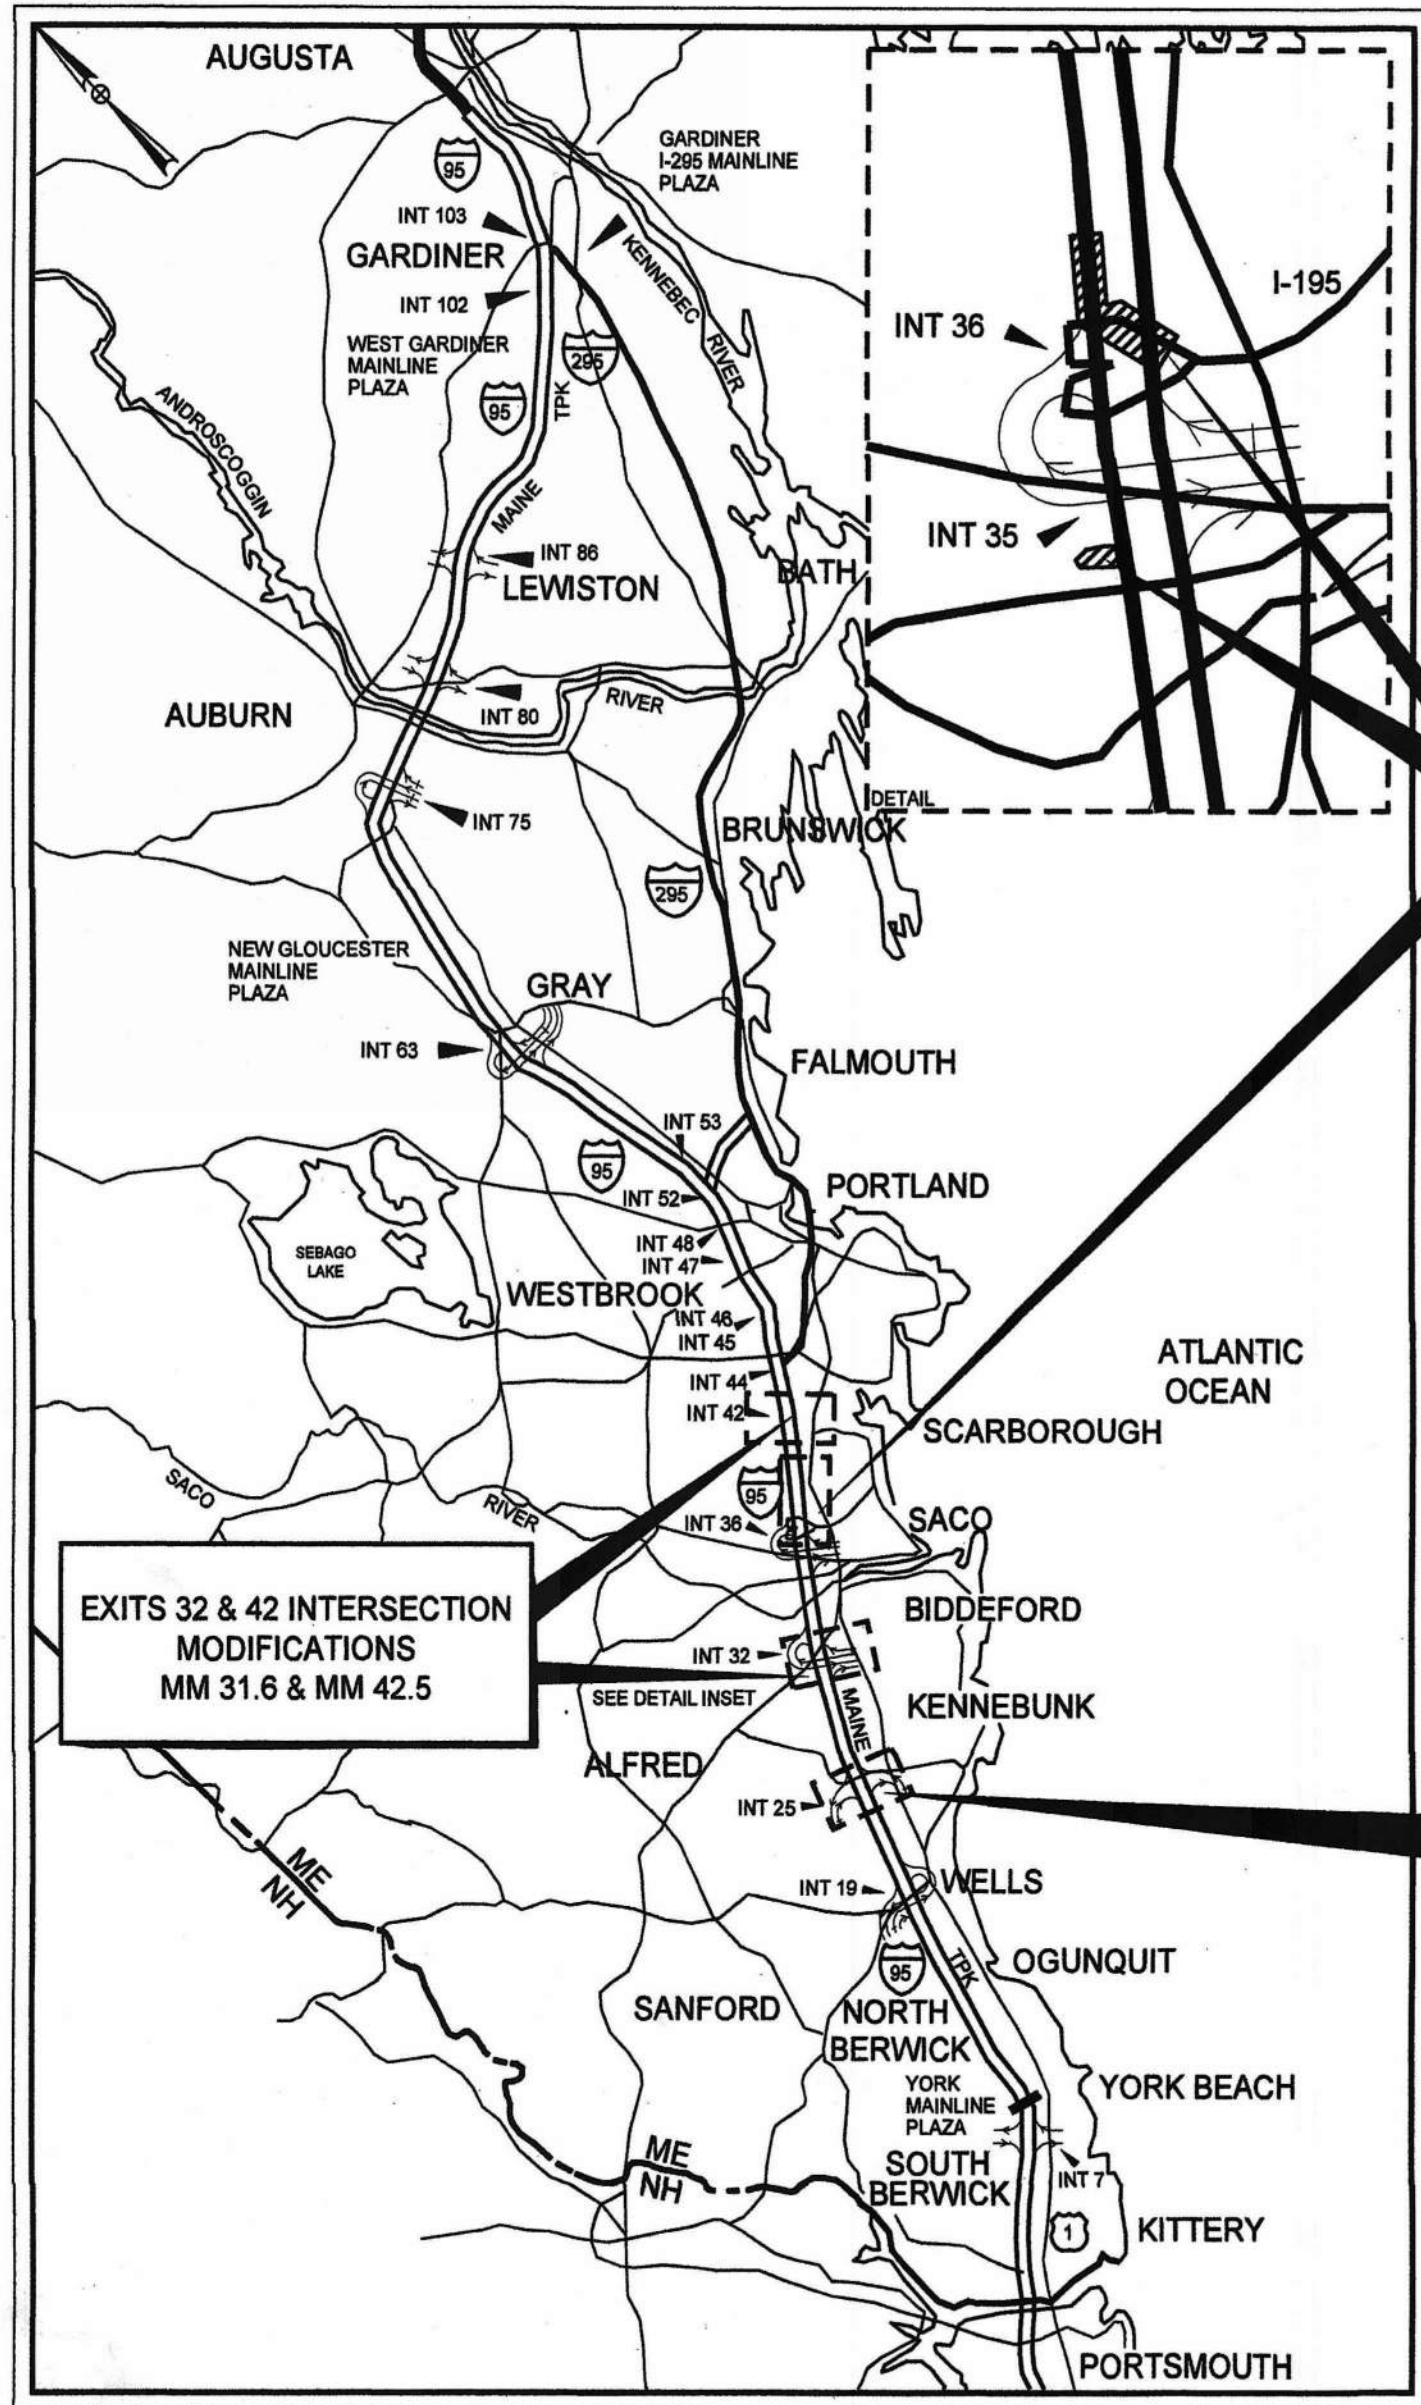 AUGUSTA
GARDINER
I-295 MAINLINE
PLAZA
95
INT 103
GARDINER
KENNEBEC
RIVER
INT 102
WEST GARDINER
MAINLINE
PLAZA
295
95
TPK
ANDROSCOGGIN
MAINE
INT 86
LEWISTON
BATH
I-195
INT 36
INT 35
DETAIL
AUBURN
INT 80
RIVER
INT 75
BRUNSWICK
295
NEW GLOUCESTER
MAINLINE
PLAZA
GRAY
INT 63
FALMOUTH
INT 53
95
INT 52
PORTLAND
INT 48
INT 47
SEBAGO
LAKE
WESTBROOK
INT 46
INT 45
ATLANTIC
OCEAN
INT 44
INT 42
SCARBOROUGH
SACO
RIVER
95
INT 36
SACO
EXITS 32 & 42 INTERSECTION
MODIFICATIONS
MM 31.6 & MM 42.5
BIDDEFORD
INT 32
SEE DETAIL INSET
MAINE
KENNEBUNK
ALFRED
INT 25
ME
NH
INT 19
WELLS
95
TPK
OGUNQUIT
SANFORD
NORTH
BERWICK
YORK
MAINLINE
PLAZA
YORK BEACH
ME
NH
SOUTH
BERWICK
INT 7
1
KITTERY
PORTSMOUTH